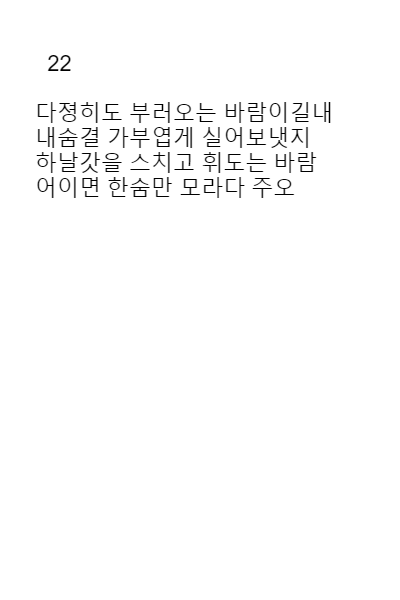 22
다졍히도 부러오는 바람이길내
내숨결 가부엽게 실어보냇지
하날갓을 스치고 휘도는 바람
어이면 한숨만 모라다 주오